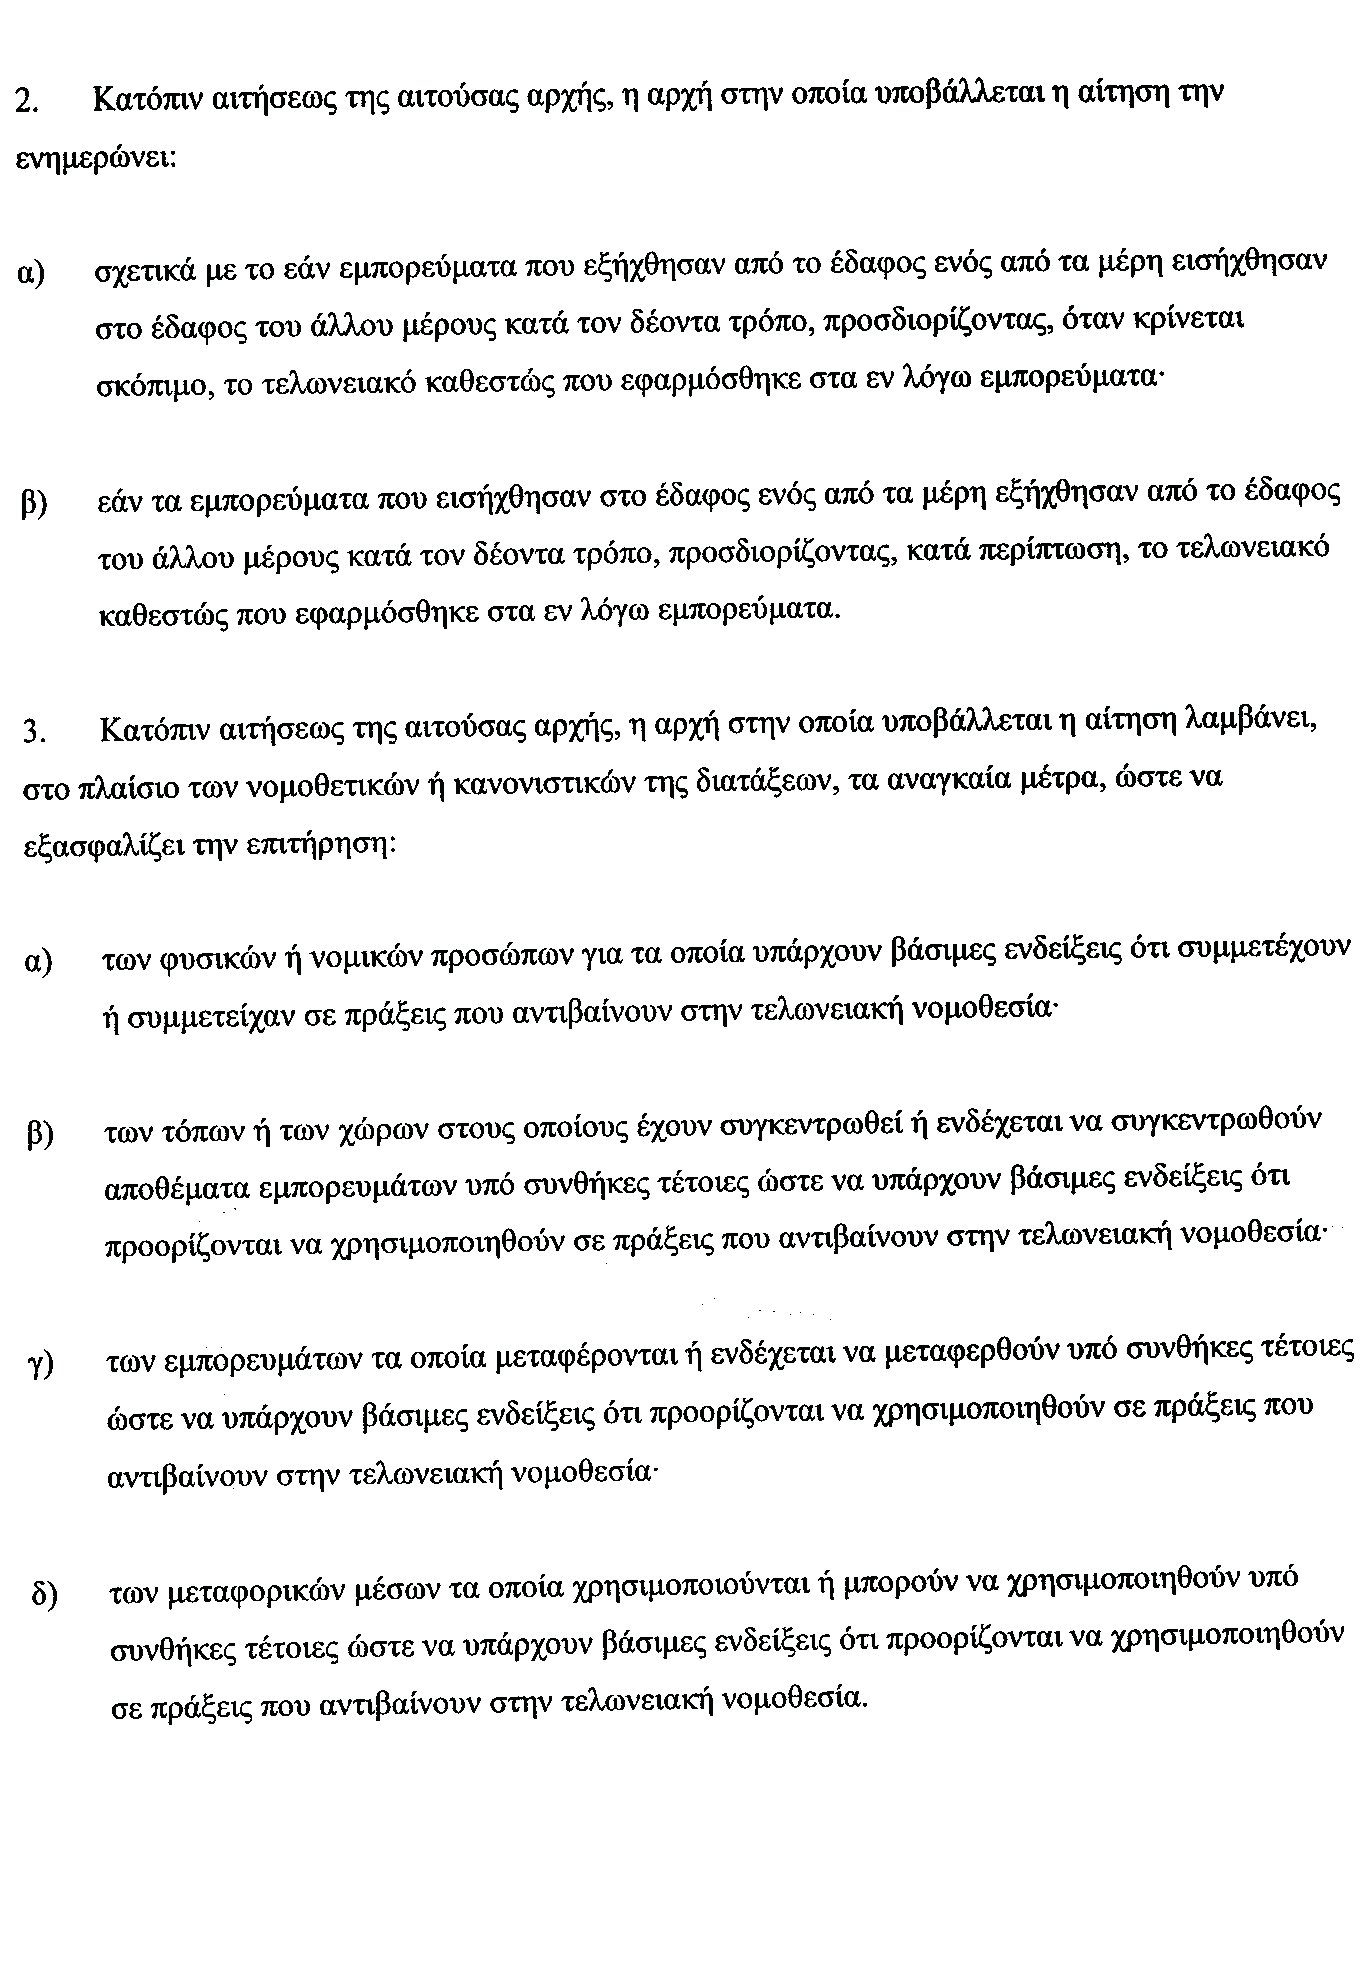 2. Κατόπιν αιτήσεως της αιτούσας αρχής, η αρχή στην οποία υποβάλλεται η αίτηση την
ενημερώνει:
α) σχετικά με το εάν εμπορεύματα που εξήχθησαν από το έδαφος ενός από τα μέρη εισήχθησαν
στο έδαφος του άλλου μέρους κατά τον δέοντα τρόπο, προσδιορίζοντας, όταν κρίνεται
σκόπιμο, το τελωνειακό καθεστώς που εφαρμόσθηκε στα εν λόγω εμπορεύματα·
β) εάν τα εμπορεύματα που εισήχθησαν στο έδαφος ενός από τα μέρη εξήχθησαν από το έδαφος
του άλλου μέρους κατά τον δέοντα τρόπο, προσδιορίζοντας, κατά περίπτωση, το τελωνειακό
καθεστώς που εφαρμόσθηκε στα εν λόγω εμπορεύματα.
3. Κατόπιν αιτήσεως της αιτούσας αρχής, η αρχή στην οποία υποβάλλεται η αίτηση λαμβάνει,
στο πλαίσιο των νομοθετικών ή κανονιστικών της διατάξεων, τα αναγκαία μέτρα, ώστε να
εξασφαλίζει την επιτήρηση:
α) των φυσικών ή νομικών προσώπων για τα οποία υπάρχουν βάσιμες ενδείξεις ότι συμμετέχουν
ή συμμετείχαν σε πράξεις που αντιβαίνουν στην τελωνειακή νομοθεσία·
β) των τόπων ή των χώρων στους οποίους έχουν συγκεντρωθεί ή ενδέχεται να συγκεντρωθούν
αποθέματα εμπορευμάτων υπό συνθήκες τέτοιες ώστε να υπάρχουν βάσιμες ενδείξεις ότι
προορίζονται να χρησιμοποιηθούν σε πράξεις που αντιβαίνουν στην τελωνειακή νομοθεσία·
γ) των εμπορευμάτων τα οποία μεταφέρονται ή ενδέχεται να μεταφερθούν υπό συνθήκες τέτοιες
ώστε να υπάρχουν βάσιμες ενδείξεις ότι προορίζονται να χρησιμοποιηθούν σε πράξεις που
αντιβαίνουν στην τελωνειακή νομοθεσία·
δ) των μεταφορικών μέσων τα οποία χρησιμοποιούνται ή μπορούν να χρησιμοποιηθούν υπό
συνθήκες τέτοιες ώστε να υπάρχουν βάσιμες ενδείξεις ότι προορίζονται να χρησιμοποιηθούν
σε πράξεις που αντιβαίνουν στην τελωνειακή νομοθεσία.